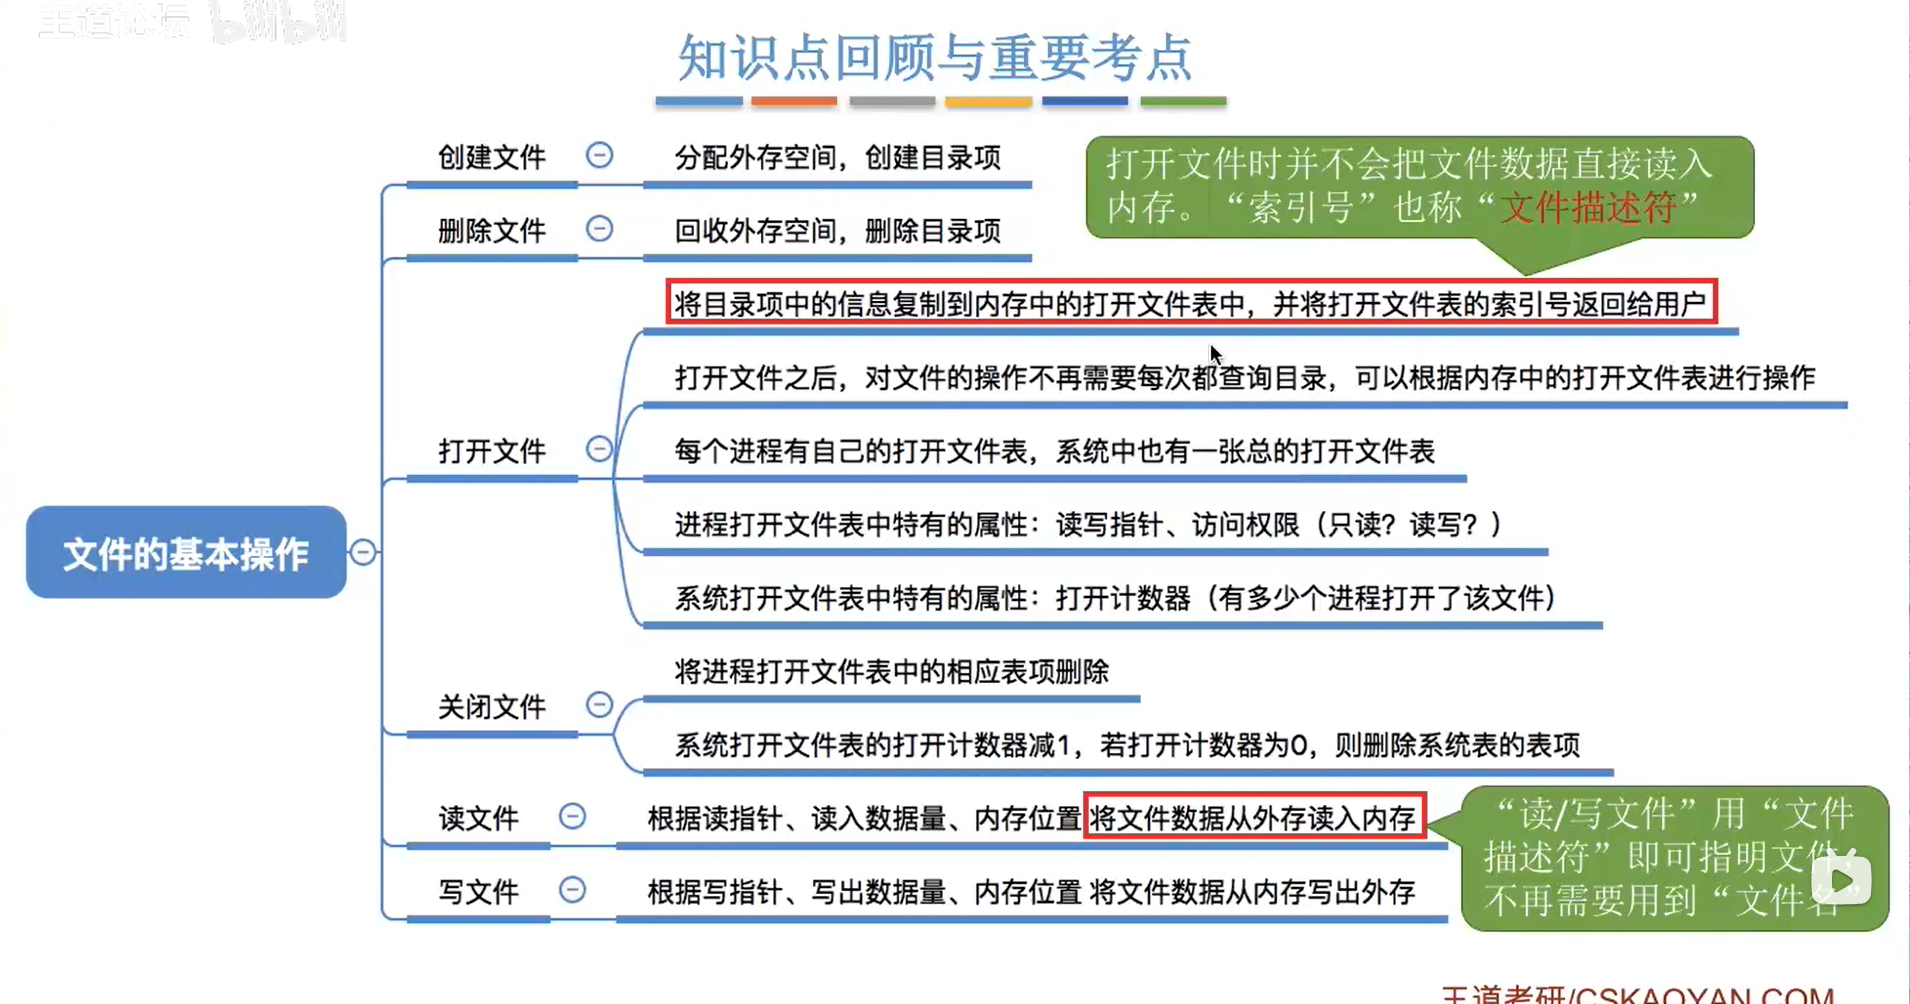 王道论坛 bilibili
知识点回顾与重要考点
创建文件
分配外存空间，创建目录项
打开文件时并不会把文件数据直接读入
内存。“索引号”也称“文件描述符”
删除文件
回收外存空间，删除目录项
将目录项中的信息复制到内存中的打开文件表中，并将打开文件表的索引号返回给用户
打开文件之后，对文件的操作不再需要每次都查询目录，可以根据内存中的打开文件表进行操作
打开文件
每个进程有自己的打开文件表，系统中也有一张总的打开文件表
进程打开文件表中特有的属性：读写指针、访问权限（只读？读写？）
文件的基本操作
系统打开文件表中特有的属性：打开计数器（有多少个进程打开了该文件）
关闭文件
将进程打开文件表中的相应表项删除
系统打开文件表的打开计数器减1，若打开计数器为0，则删除系统表的表项
读文件
根据读指针、读入数据量、内存位置 将文件数据从外存读入内存
“读/写文件”用“文件
描述符”即可指明文件，
不再需要用到“文件名”
写文件
根据写指针、写出数据量、内存位置 将文件数据从内存写出外存
王道考研/CSKAOYAN.COM